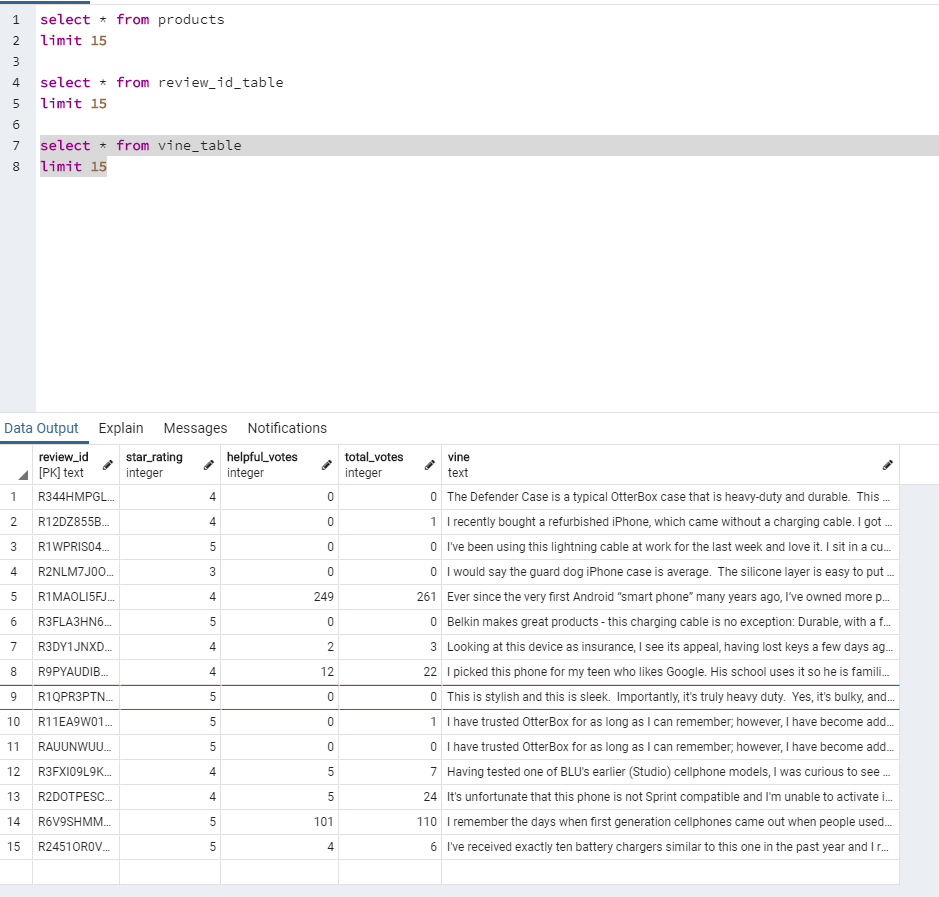 1 select * from products
2 limit 15
3
4 select * from review_id_table
5 limit 15
6
7 select * from vine_table
8 limit 15
Data Output Explain Messages Notifications
review_id star_rating helpful_votes total_votes vine
[PK] text integer integer integer text
1 R344HMPGL... 4 0 0 The Defender Case is a typical OtterBox case that is heavy-duty and durable.  This ...
2 R12DZ855B... 4 0 1 I recently bought a refurbished iPhone, which came without a charging cable. I got ...
3 R1WPRIS04... 5 0 0 I've been using this lightning cable at work for the last week and love it. I sit in a cu...
4 R2NLM7J0O... 3 0 0 I would say the guard dog iPhone case is average.  The silicone layer is easy to put ...
5 R1MAOLI5FJ... 4 249 261 Ever since the very first Android “smart phone” many years ago, I’ve owned more p...
6 R3FLA3HN6... 5 0 0 Belkin makes great products - this charging cable is no exception: Durable, with a f...
7 R3DY1JNXD... 4 2 3 Looking at this device as insurance, I see its appeal, having lost keys a few days ag...
8 R9PYAUDIB... 4 12 22 I picked this phone for my teen who likes Google. His school uses it so he is famili...
9 R1QPR3PTN... 5 0 0 This is stylish and this is sleek.  Importantly, it's truly heavy duty.  Yes, it's bulky, and...
10 R11EA9W01... 5 0 1 I have trusted OtterBox for as long as I can remember; however, I have become add...
11 RAUUNWUU... 5 0 0 I have trusted OtterBox for as long as I can remember; however, I have become add...
12 R3FXI09L9K... 4 5 7 Having tested one of BLU's earlier (Studio) cellphone models, I was curious to see ...
13 R2DOTPESC... 4 5 24 It's unfortunate that this phone is not Sprint compatible and I'm unable to activate i...
14 R6V9SHMM... 5 101 110 I remember the days when first generation cellphones came out when people used...
15 R2451OR0V... 5 4 6 I've received exactly ten battery chargers similar to this one in the past year and I r...